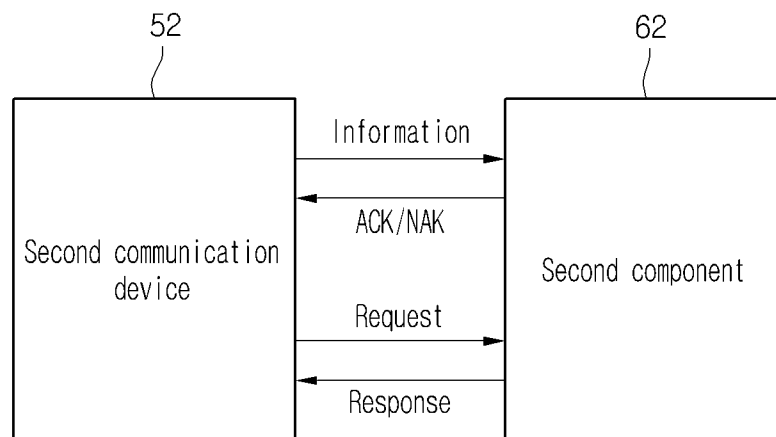 52
62
Information
ACK/NAK
Second communication
device
Second component
Request
Response